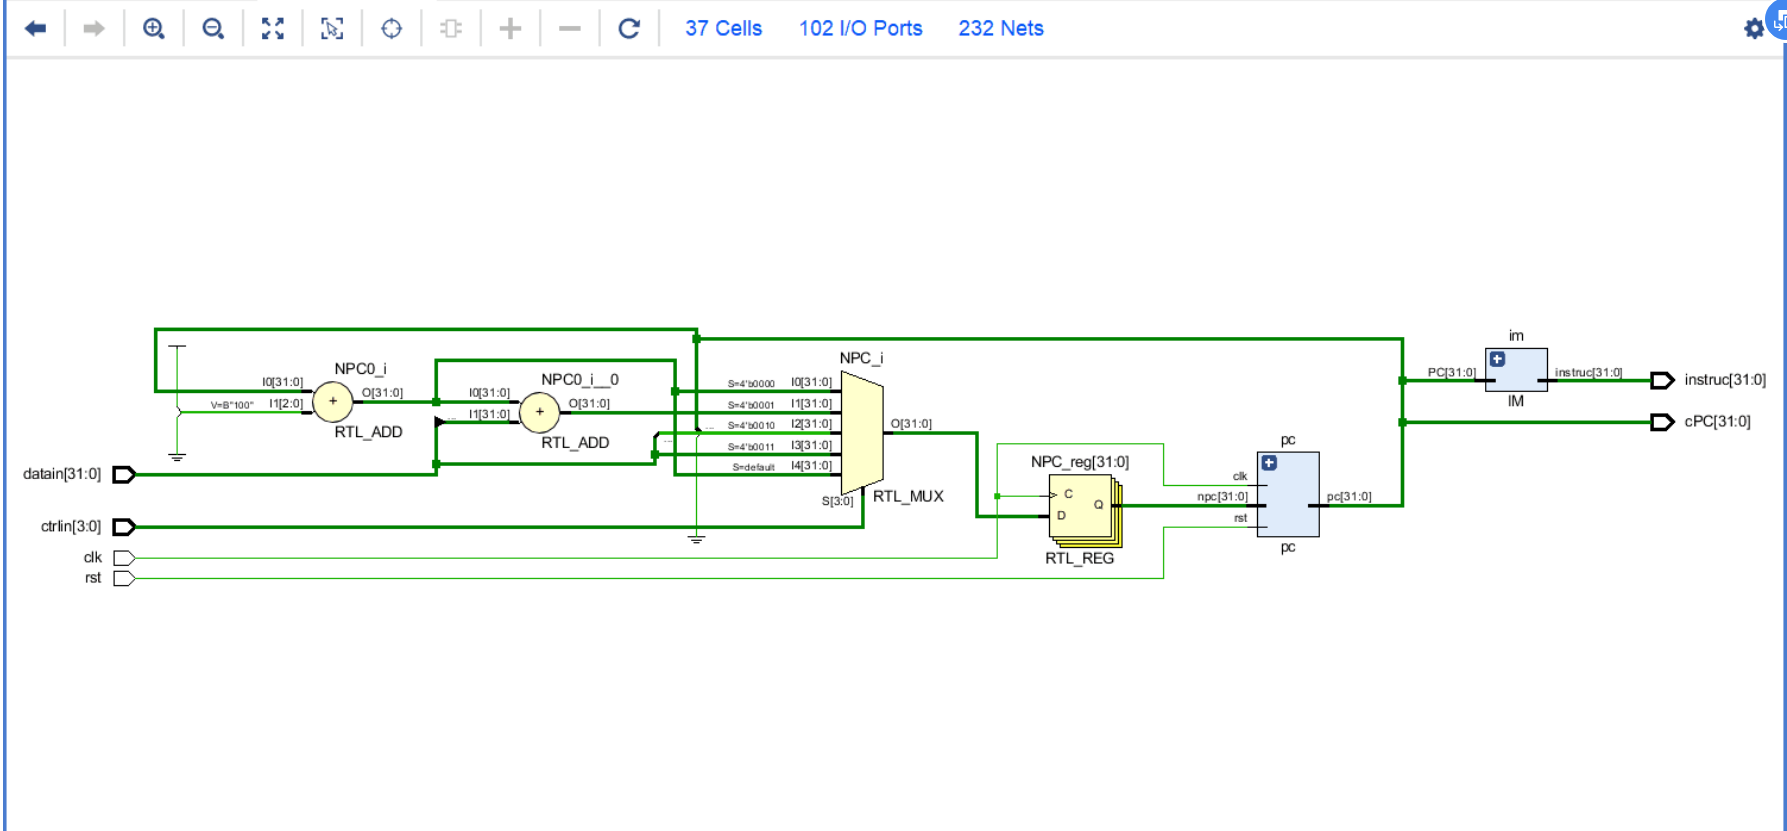 37 Cells 102 I/O Ports 232 Nets
im
PC[31:0] instruc[31:0] instruc[31:0]
IM
cPC[31:0]
NPC0_i
I0[31:0] O[31:0]
V=B"100" I1[2:0]
+
RTL_ADD
NPC0_i__0
I0[31:0] O[31:0]
I1[31:0]
+
RTL_ADD
NPC_i
S=4'b0000 I0[31:0]
S=4'b0001 I1[31:0]
S=4'b0010 I2[31:0] O[31:0]
S=4'b0011 I3[31:0]
S=default I4[31:0]
S[3:0] RTL_MUX
datain[31:0]
ctrlin[3:0]
clk
rst
NPC_reg[31:0]
C
Q
D
RTL_REG
pc
clk
npc[31:0] pc[31:0]
rst
pc